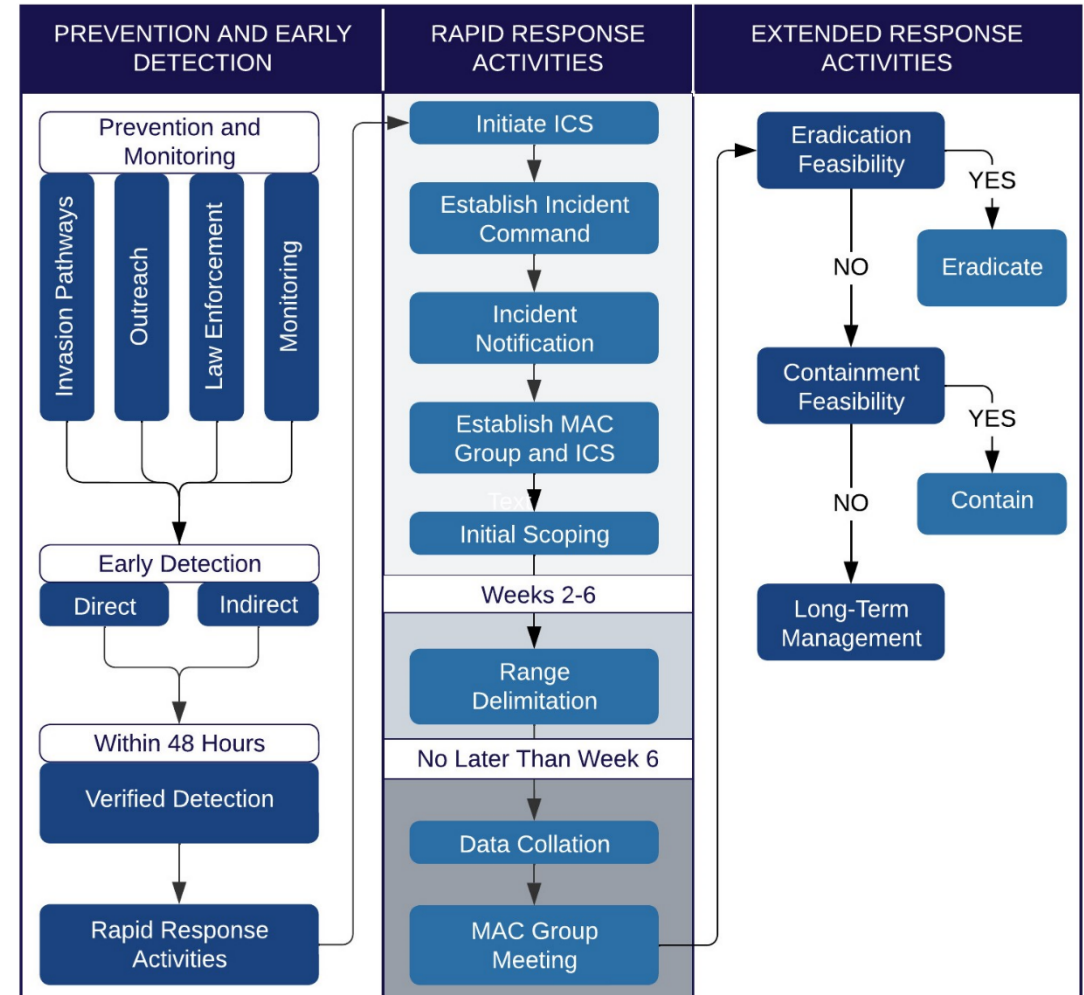 PREVENTION AND EARLY
DETECTION
Prevention and
Monitoring
Invasion Pathways
Outreach
Law Enforcement
Monitoring
Early Detection
Direct
Indirect
Within 48 Hours
Verified Detection
Rapid Response
Activities
RAPID RESPONSE
ACTIVITIES
Initiate ICS
Establish Incident
Command
Incident
Notification
Establish MAC
Group and ICS
Text
Initial Scoping
Weeks 2-6
Range
Delimitation
No Later Than Week 6
Data Collation
MAC Group
Meeting
EXTENDED RESPONSE
ACTIVITIES
Eradication
Feasibility
YES
Eradicate
NO
Containment
Feasibility
YES
Contain
NO
Long-Term
Management